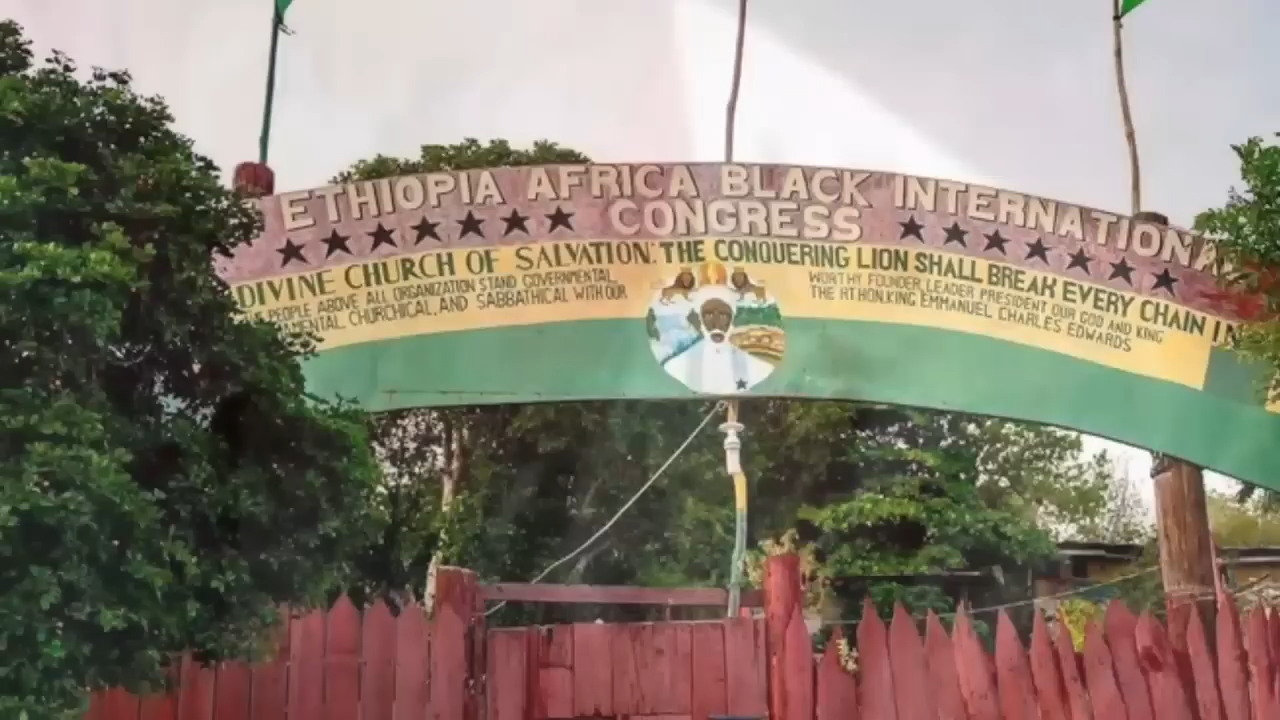 ETHIOPIA AFRICA BLACK INTERNATIONA
CONGRESS
DIVINE CHURCH OF SALVATION: THE CONQUERING LION SHALL BREAK EVERY CHAIN IN
PEOPLE ABOVE ALL ORGANIZATION STAND GOVERNMENTAL,
CHURCHICAL, AND SABBATHICAL WITH OUR
WORTHY FOUNDER, LEADER PRESIDENT OUR GOD AND KING
THE RT HON. KING EMMANUEL CHARLES EDWARDS